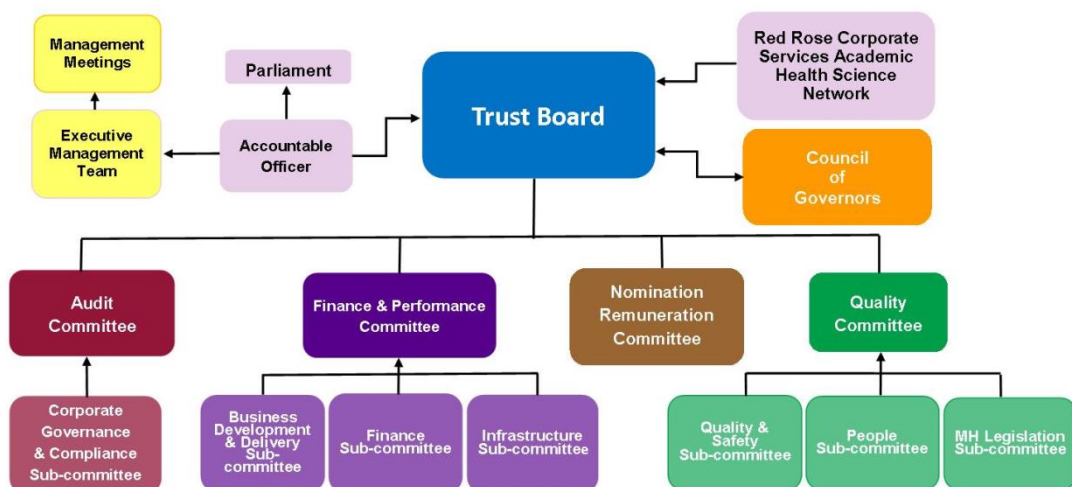 Management
Meetings
Parliament
Red Rose Corporate
Services Academic
Health Science
Network
Trust Board
Executive
Management
Team
Accountable
Officer
Council
of
Governors
Audit
Committee
Finance & Performance
Committee
Nomination
Remuneration
Committee
Quality
Committee
Corporate
Governance
& Compliance
Sub-committee
Business
Development
& Delivery
Sub-
committee
Finance
Sub-committee
Infrastructure
Sub-committee
Quality &
Safety
Sub-committee
People
Sub-committee
MH Legislation
Sub-committee